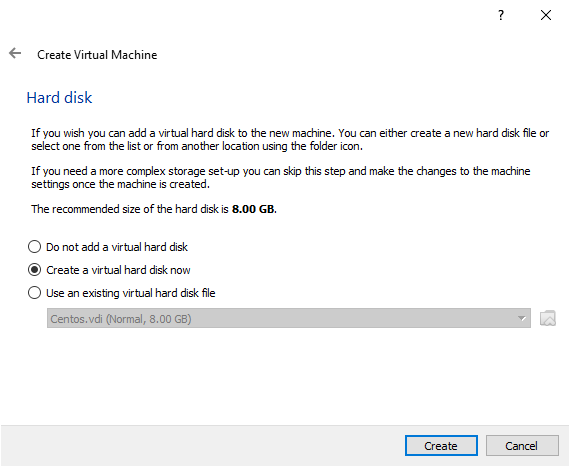 ?
Create Virtual Machine
Hard disk
If you wish you can add a virtual hard disk to the new machine. You can either create a new hard disk file or
select one from the list or from another location using the folder icon.
If you need a more complex storage set-up you can skip this step and make the changes to the machine
settings once the machine is created.
The recommended size of the hard disk is 8.00 GB.
Do not add a virtual hard disk
Create a virtual hard disk now
Use an existing virtual hard disk file
Centos.vdi (Normal, 8.00 GB)
Create Cancel